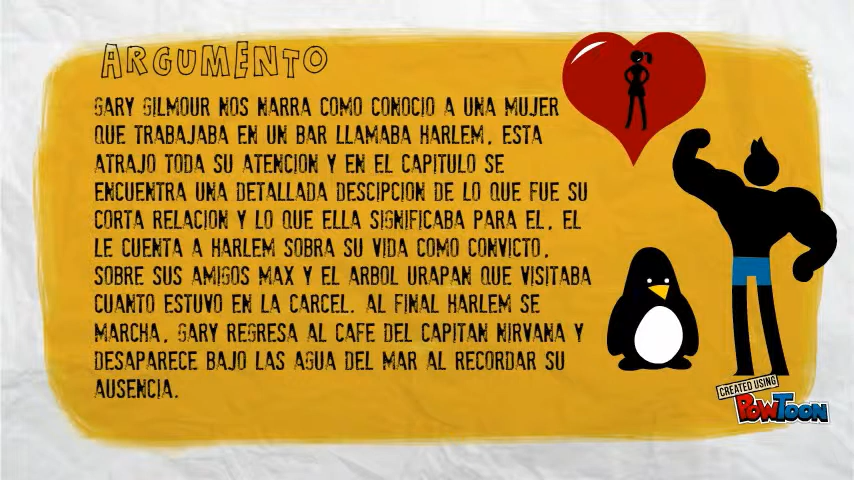 ARGUMENTO
GARY GILMOUR NOS NARRA COMO CONOCIO A UNA MUJER
QUE TRABAJABA EN UN BAR LLAMABA HARLEM, ESTA
ATRAJO TODA SU ATENCION Y EN EL CAPITULO SE
ENCUENTRA UNA DETALLADA DESCIPCION DE LO QUE FUE SU
CORTA RELACION Y LO QUE ELLA SIGNIFICABA PARA EL, EL
LE CUENTA A HARLEM SOBRA SU VIDA COMO CONVICTO,
SOBRE SUS AMIGOS MAX Y EL ARBOL URAPAN QUE VISITABA
CUANTO ESTUVO EN LA CARCEL. AL FINAL HARLEM SE
MARCHA, GARY REGRESA AL CAFE DEL CAPITAN NIRVANA Y
DESAPARECE BAJO LAS AGUA DEL MAR AL RECORDAR SU
AUSENCIA.
CREATED USING
POWTOON